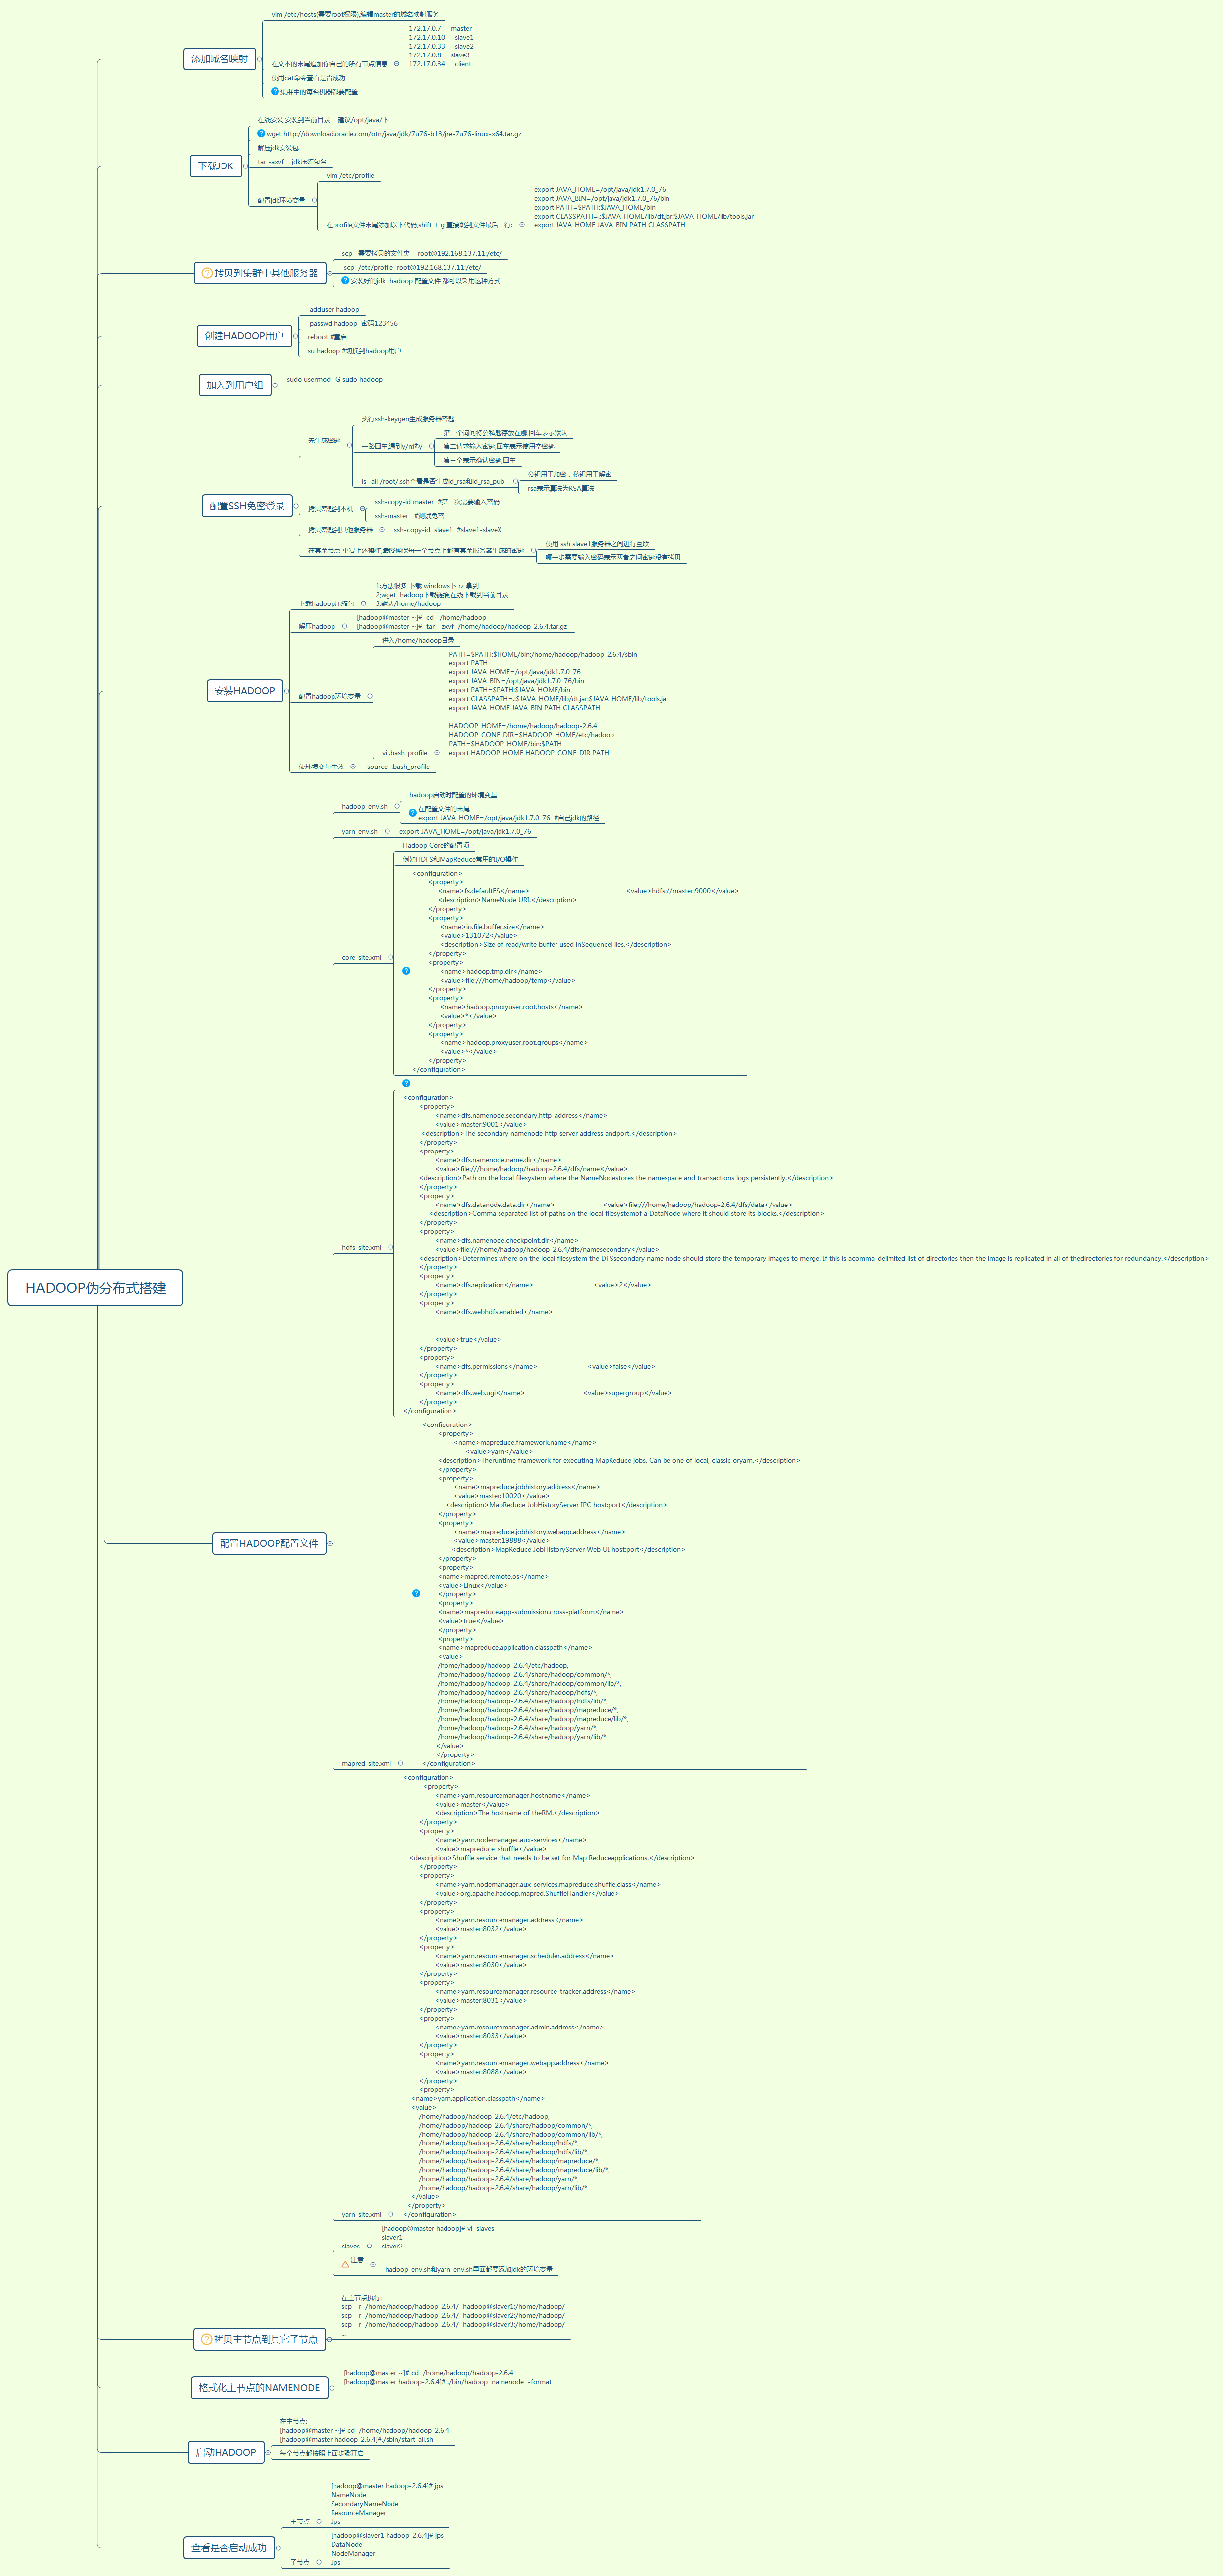 HADOOP伪分布式搭建
添加域名映射
vim /etc/hosts(需要root权限),编辑master的域名映射服务
在文本的末尾追加你自己的所有节点信息
172.17.0.7 master
172.17.0.10 slave1
172.17.0.33 slave2
172.17.0.8 slave3
172.17.0.34 client
使用cat命令查看是否成功
集群中的每台机器都要配置
下载JDK
在线安装,安装到当前目录 建议/opt/java/下
wget http://download.oracle.com/otn/java/jdk/7u76-b13/jre-7u76-linux-x64.tar.gz
解压jdk安装包
tar -axvf jdk压缩包名
配置jdk环境变量
vim /etc/profile
在profile文件末尾添加以下代码,shift + g 直接跳到文件最后一行:
export JAVA_HOME=/opt/java/jdk1.7.0_76
export JAVA_BIN=/opt/java/jdk1.7.0_76/bin
export PATH=$PATH:$JAVA_HOME/bin
export CLASSPATH=.:$JAVA_HOME/lib/dt.jar:$JAVA_HOME/lib/tools.jar
export JAVA_HOME JAVA_BIN PATH CLASSPATH
拷贝到集群中其他服务器
scp 需要拷贝的文件夹 root@192.168.137.11:/etc/
scp /etc/profile root@192.168.137.11:/etc/
安装好的jdk hadoop 配置文件 都可以采用这种方式
创建HADOOP用户
adduser hadoop
passwd hadoop 密码123456
reboot #重启
su hadoop #切换到hadoop用户
加入到用户组
sudo usermod -G sudo hadoop
配置SSH免密登录
先生成密匙
执行ssh-keygen生成服务器密匙
一路回车,遇到y/n选y
第一个询问将公私匙存放在哪,回车表示默认
第二请求输入密匙,回车表示使用空密匙
第三个表示确认密匙,回车
ls -all /root/.ssh查看是否生成id_rsa和id_rsa_pub
公钥用于加密，私钥用于解密
rsa表示算法为RSA算法
拷贝密匙到本机
ssh-copy-id master #第一次需要输入密码
ssh-master #测试免密
拷贝密匙到其他服务器
ssh-copy-id slave1 #slave1-slaveX
在其余节点 重复上述操作,最终确保每一个节点上都有其余服务器生成的密匙
使用 ssh slave1服务器之间进行互联
哪一步需要输入密码表示两者之间密匙没有拷贝
安装HADOOP
下载hadoop压缩包
1;方法很多 下载 windows下 rz 拿到
2;wget hadoop下载链接,在线下载到当前目录
3:默认/home/hadoop
解压hadoop
[hadoop@master ~]# cd /home/hadoop
[hadoop@master ~]# tar -zxvf /home/hadoop/hadoop-2.6.4.tar.gz
配置hadoop环境变量
进入/home/hadoop目录
vi .bash_profile
PATH=$PATH:$HOME/bin:/home/hadoop/hadoop-2.6.4/sbin
export PATH
export JAVA_HOME=/opt/java/jdk1.7.0_76
export JAVA_BIN=/opt/java/jdk1.7.0_76/bin
export PATH=$PATH:$JAVA_HOME/bin
export CLASSPATH=.:$JAVA_HOME/lib/dt.jar:$JAVA_HOME/lib/tools.jar
export JAVA_HOME JAVA_BIN PATH CLASSPATH
HADOOP_HOME=/home/hadoop/hadoop-2.6.4
HADOOP_CONF_DIR=$HADOOP_HOME/etc/hadoop
PATH=$HADOOP_HOME/bin:$PATH
export HADOOP_HOME HADOOP_CONF_DIR PATH
使环境变量生效
source .bash_profile
配置HADOOP配置文件
hadoop-env.sh
hadoop启动时配置的环境变量
在配置文件的末尾
export JAVA_HOME=/opt/java/jdk1.7.0_76 #自己jdk的路径
yarn-env.sh
export JAVA_HOME=/opt/java/jdk1.7.0_76
core-site.xml
Hadoop Core的配置项
例如HDFS和MapReduce常用的I/O操作
<configuration>
<property>
<name>fs.defaultFS</name> <value>hdfs://master:9000</value>
<description>NameNode URI.</description>
</property>
<property>
<name>io.file.buffer.size</name>
<value>131072</value>
<description>Size of read/write buffer used inSequenceFiles.</description>
</property>
<property>
<name>hadoop.tmp.dir</name>
<value>file:///home/hadoop/temp</value>
</property>
<property>
<name>hadoop.proxyuser.root.hosts</name>
<value>*</value>
</property>
<property>
<name>hadoop.proxyuser.root.groups</name>
<value>*</value>
</property>
</configuration>
hdfs-site.xml
<configuration>
<property>
<name>dfs.namenode.secondary.http-address</name>
<value>master:9001</value>
<description>The secondary namenode http server address andport.</description>
</property>
<property>
<name>dfs.namenode.name.dir</name>
<value>file:///home/hadoop/hadoop-2.6.4/dfs/name</value>
<description>Path on the local filesystem where the NameNodestores the namespace and transactions logs persistently.</description>
</property>
<property>
<name>dfs.datanode.data.dir</name> <value>file:///home/hadoop/hadoop-2.6.4/dfs/data</value>
<description>Comma separated list of paths on the local filesystemof a DataNode where it should store its blocks.</description>
</property>
<property>
<name>dfs.namenode.checkpoint.dir</name>
<value>file:///home/hadoop/hadoop-2.6.4/dfs/namesecondary</value>
<description>Determines where on the local filesystem the DFSsecondary name node should store the temporary images to merge. If this is acomma-delimited list of directories then the image is replicated in all of thedirectories for redundancy.</description>
</property>
<property>
<name>dfs.replication</name> <value>2</value>
</property>
<property>
<name>dfs.webhdfs.enabled</name>
<value>true</value>
</property>
<property>
<name>dfs.permissions</name> <value>false</value>
</property>
<property>
<name>dfs.web.ugi</name> <value>supergroup</value>
</property>
</configuration>
mapred-site.xml
<configuration>
<property>
<name>mapreduce.framework.name</name>
<value>yarn</value>
<description>Theruntime framework for executing MapReduce jobs. Can be one of local, classic oryarn.</description>
</property>
<property>
<name>mapreduce.jobhistory.address</name>
<value>master:10020</value>
<description>MapReduce JobHistoryServer IPC host:port</description>
</property>
<property>
<name>mapreduce.jobhistory.webapp.address</name>
<value>master:19888</value>
<description>MapReduce JobHistoryServer Web UI host:port</description>
</property>
<property>
<name>mapred.remote.os</name>
<value>Linux</value>
</property>
<property>
<name>mapreduce.app-submission.cross-platform</name>
<value>true</value>
</property>
<property>
<name>mapreduce.application.classpath</name>
<value>
/home/hadoop/hadoop-2.6.4/etc/hadoop,
/home/hadoop/hadoop-2.6.4/share/hadoop/common/*,
/home/hadoop/hadoop-2.6.4/share/hadoop/common/lib/*,
/home/hadoop/hadoop-2.6.4/share/hadoop/hdfs/*,
/home/hadoop/hadoop-2.6.4/share/hadoop/hdfs/lib/*,
/home/hadoop/hadoop-2.6.4/share/hadoop/mapreduce/*,
/home/hadoop/hadoop-2.6.4/share/hadoop/mapreduce/lib/*,
/home/hadoop/hadoop-2.6.4/share/hadoop/yarn/*,
/home/hadoop/hadoop-2.6.4/share/hadoop/yarn/lib/*
</value>
</property>
</configuration>
yarn-site.xml
<configuration>
<property>
<name>yarn.resourcemanager.hostname</name>
<value>master</value>
<description>The hostname of theRM.</description>
</property>
<property>
<name>yarn.nodemanager.aux-services</name>
<value>mapreduce_shuffle</value>
<description>Shuffle service that needs to be set for Map Reduceapplications.</description>
</property>
<property>
<name>yarn.nodemanager.aux-services.mapreduce.shuffle.class</name>
<value>org.apache.hadoop.mapred.ShuffleHandler</value>
</property>
<property>
<name>yarn.resourcemanager.address</name>
<value>master:8032</value>
</property>
<property>
<name>yarn.resourcemanager.scheduler.address</name>
<value>master:8030</value>
</property>
<property>
<name>yarn.resourcemanager.resource-tracker.address</name>
<value>master:8031</value>
</property>
<property>
<name>yarn.resourcemanager.admin.address</name>
<value>master:8033</value>
</property>
<property>
<name>yarn.resourcemanager.webapp.address</name>
<value>master:8088</value>
</property>
<property>
<name>yarn.application.classpath</name>
<value>
/home/hadoop/hadoop-2.6.4/etc/hadoop,
/home/hadoop/hadoop-2.6.4/share/hadoop/common/*,
/home/hadoop/hadoop-2.6.4/share/hadoop/common/lib/*,
/home/hadoop/hadoop-2.6.4/share/hadoop/hdfs/*,
/home/hadoop/hadoop-2.6.4/share/hadoop/hdfs/lib/*,
/home/hadoop/hadoop-2.6.4/share/hadoop/mapreduce/*,
/home/hadoop/hadoop-2.6.4/share/hadoop/mapreduce/lib/*,
/home/hadoop/hadoop-2.6.4/share/hadoop/yarn/*,
/home/hadoop/hadoop-2.6.4/share/hadoop/yarn/lib/*
</value>
</property>
</configuration>
slaves
[hadoop@master hadoop]# vi slaves
slaver1
slaver2
注意
hadoop-env.sh和yarn-env.sh里面都要添加jdk的环境变量
拷贝主节点到其它子节点
在主节点执行:
scp -r /home/hadoop/hadoop-2.6.4/ hadoop@slaver1:/home/hadoop/
scp -r /home/hadoop/hadoop-2.6.4/ hadoop@slaver2:/home/hadoop/
scp -r /home/hadoop/hadoop-2.6.4/ hadoop@slaver3:/home/hadoop/
...
格式化主节点的NAMENODE
[hadoop@master ~]# cd /home/hadoop/hadoop-2.6.4
[hadoop@master hadoop-2.6.4]# ./bin/hadoop namenode -format
启动HADOOP
在主节点:
[hadoop@master ~]# cd /home/hadoop/hadoop-2.6.4
[hadoop@master hadoop-2.6.4]#./sbin/start-all.sh
每个节点都按照上面步骤开启
查看是否启动成功
主节点
[hadoop@master hadoop-2.6.4]# jps
NameNode
SecondaryNameNode
ResourceManager
Jps
子节点
[hadoop@slaver1 hadoop-2.6.4]# jps
DataNode
NodeManager
Jps